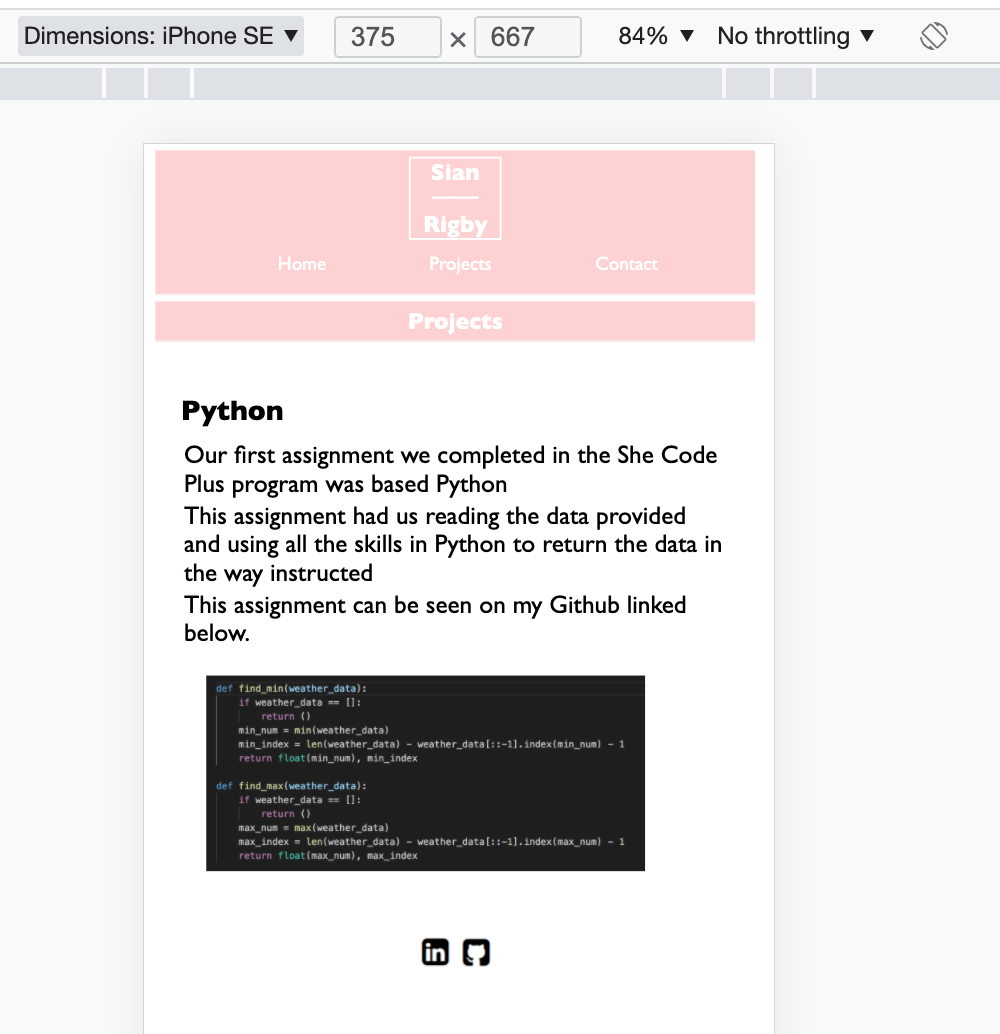 Dimensions: iPhone SE ▼ 375 × 667 84% ▼ No throttling ▼
Sian
Rigby
Home Projects Contact
Projects
Python
Our first assignment we completed in the She Code
Plus program was based Python
This assignment had us reading the data provided
and using all the skills in Python to return the data in
the way instructed
This assignment can be seen on my Github linked
below.
def find_min(weather_data):
    if weather_data == []:
        return ()
    min_num = min(weather_data)
    min_index = len(weather_data) - weather_data[::-1].index(min_num) - 1
    return float(min_num), min_index
def find_max(weather_data):
    if weather_data == []:
        return ()
    max_num = max(weather_data)
    max_index = len(weather_data) - weather_data[::-1].index(max_num) - 1
    return float(max_num), max_index
in